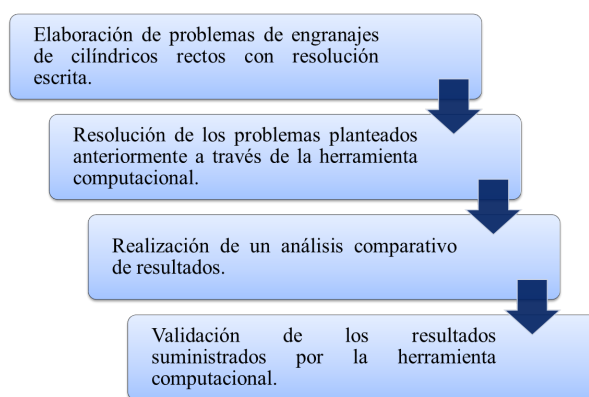 Elaboración de problemas de engranajes
de cilíndricos rectos con resolución
escrita.
Resolución de los problemas planteados
anteriormente a través de la herramienta
computacional.
Realización de un análisis comparativo
de resultados.
Validación de los resultados
suministrados por la herramienta
computacional.